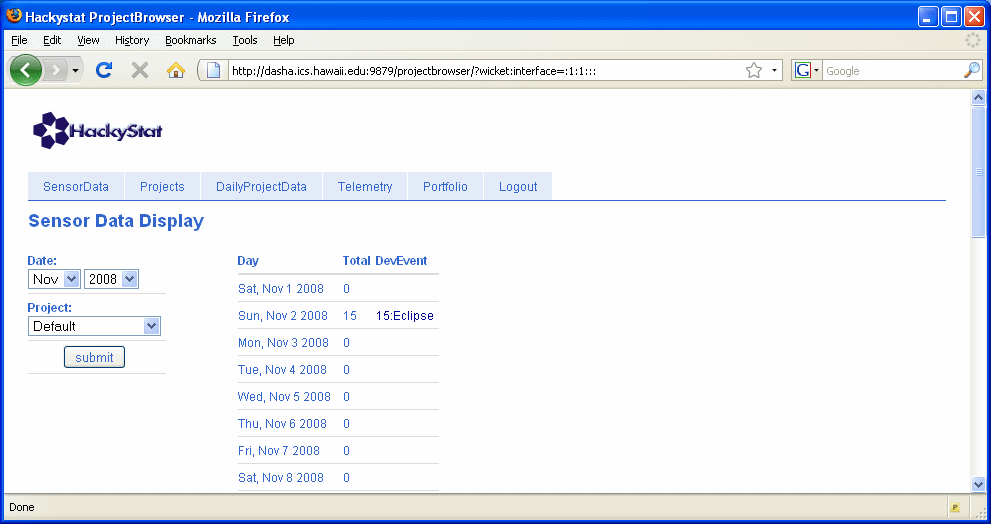 Hackystat ProjectBrowser - Mozilla Firefox
File Edit View History Bookmarks Tools Help
http://dasha.ics.hawaii.edu:9879/projectbrowser/?wicket:interface=:1:1::: G Google
HackyStat
SensorData Projects DailyProjectData Telemetry Portfolio Logout
Sensor Data Display
Date:
Nov 2008
Project:
Default
submit
Day Total DevEvent
Sat, Nov 1 2008 0
Sun, Nov 2 2008 15 15:Eclipse
Mon, Nov 3 2008 0
Tue, Nov 4 2008 0
Wed, Nov 5 2008 0
Thu, Nov 6 2008 0
Fri, Nov 7 2008 0
Sat, Nov 8 2008 0
Done P